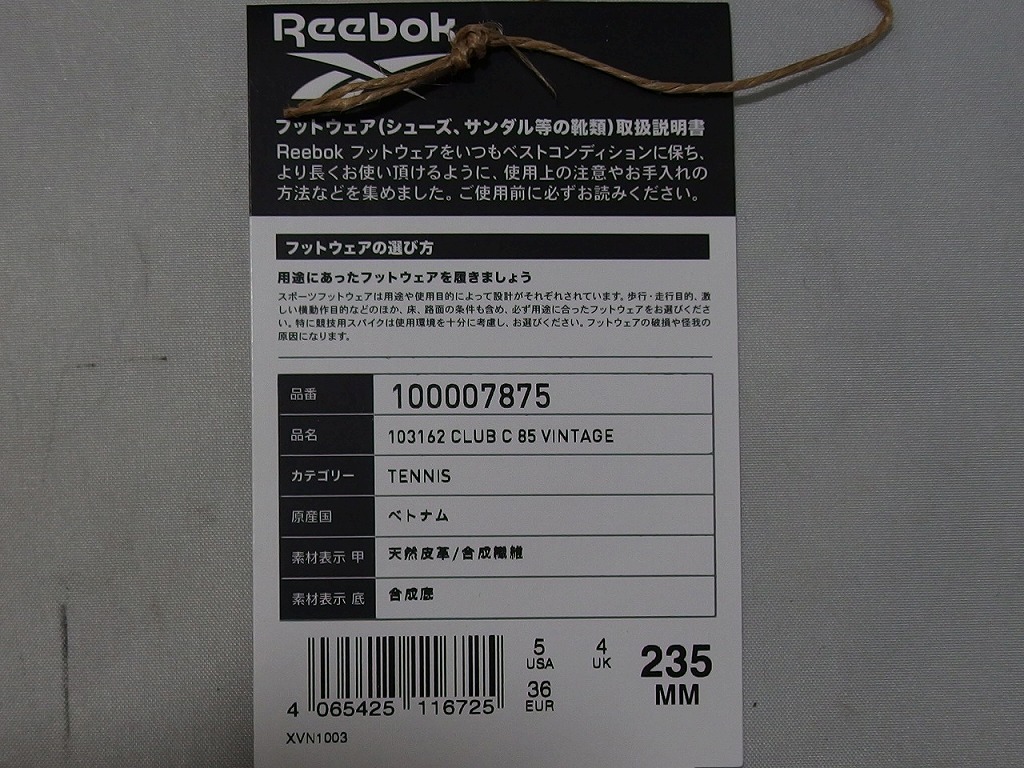 Reebok
フットウェア(シューズ、サンダル等の靴類)取扱説明書
Reebok フットウェアをいつもベストコンディションに保ち、
より長くお使い頂けるように、使用上の注意やお手入れの
方法などを集めました。ご使用前に必ずお読みください。
フットウェアの選び方
用途にあったフットウェアを履きましょう
スポーツフットウェアは用途や使用目的によって設計がそれぞれされています。歩行・走行目的、激
しい横動作目的などのほか、床、路面の条件も含め、必ず用途に合ったフットウェアをお選びくださ
い。特に競技用スパイクは使用環境を十分に考慮し、お選びください。フットウェアの破損や怪我の
原因になります。
品番 100007875
品名 103162 CLUB C 85 VINTAGE
カテゴリー TENNIS
原産国 ベトナム
素材表示 甲 天然皮革/合成繊維
素材表示 底 合成底
5 4 235
USA UK MM
36
EUR
4 065425 116725
XVN1003